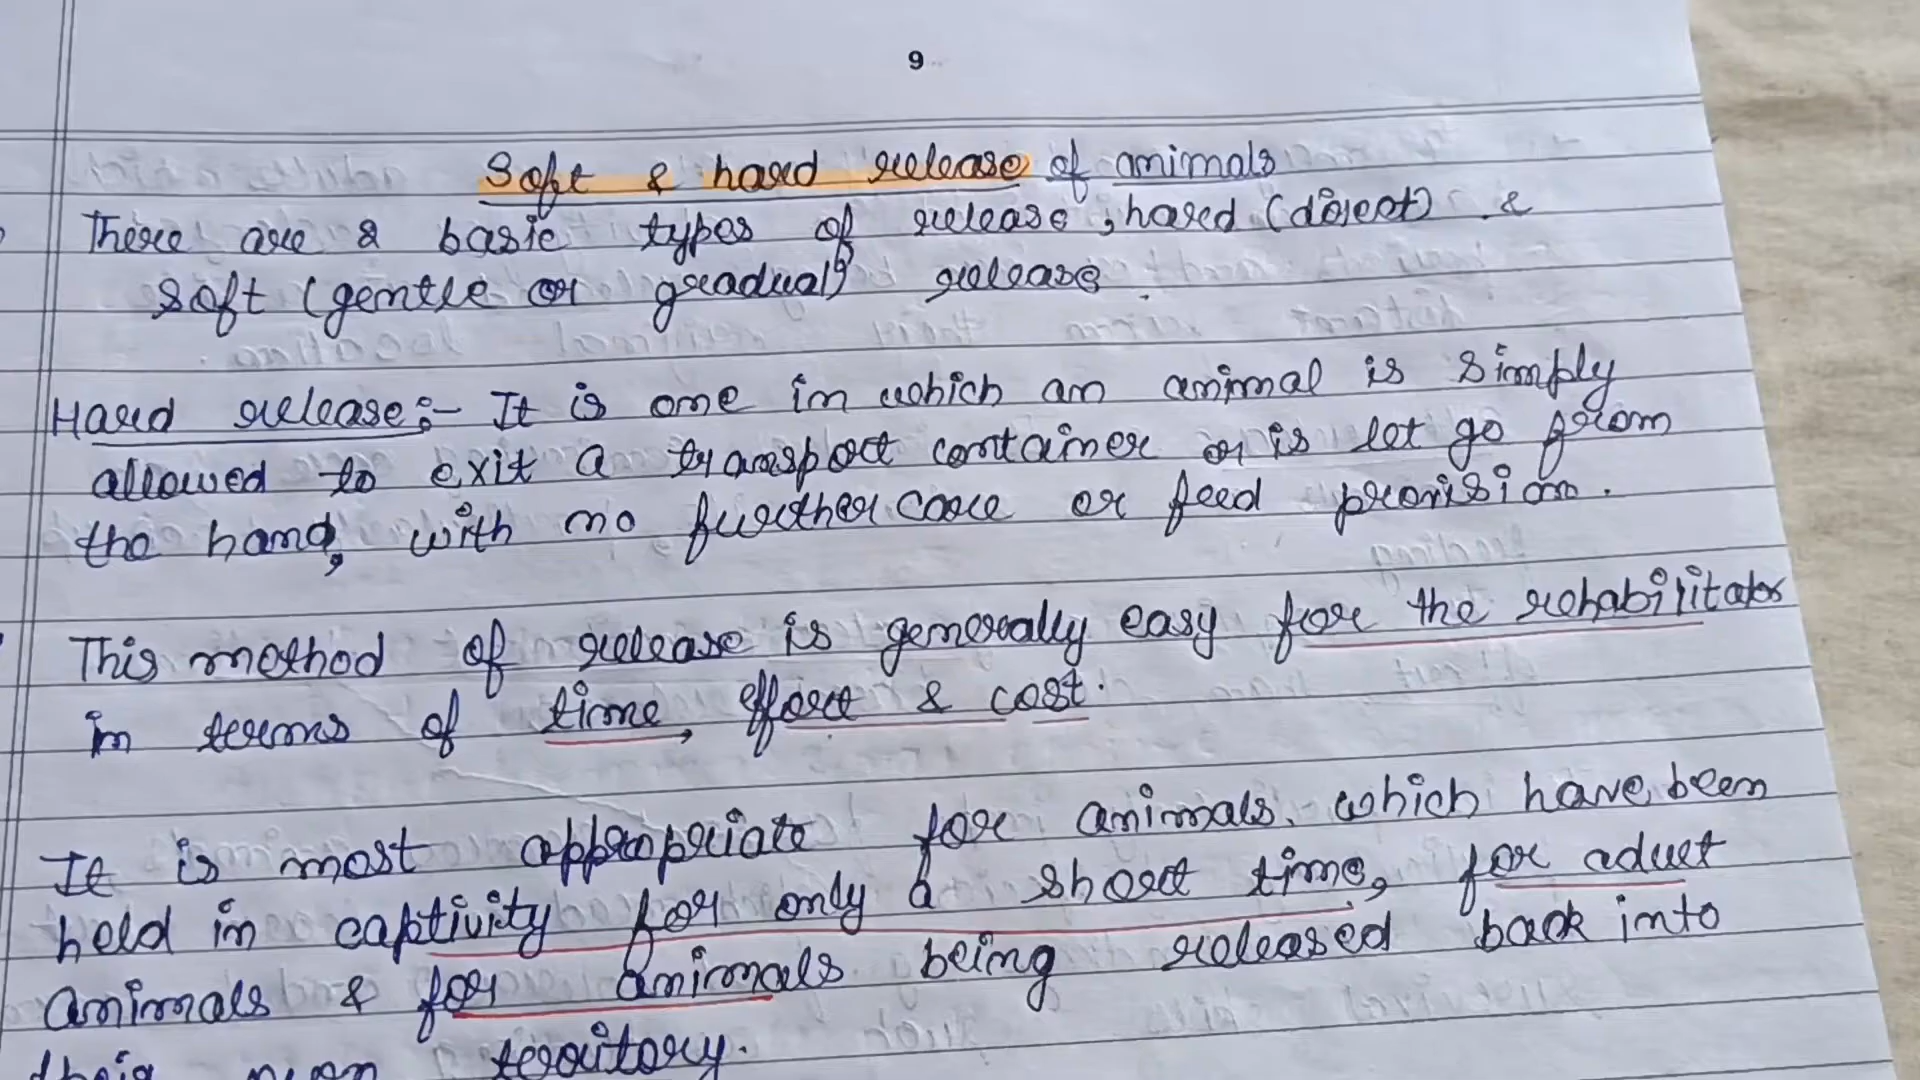 9
Soft & hard release of animals
There are 2 basic types of release, hard (direct) &
soft (gentle or gradual) release.
Hard release:- It is one in which an animal is simply
allowed to exit a transport container or is let go from
the hand, with no further care or feed provision.
This method of release is generally easy for the rehabilitator
in terms of time, effort & cost.
It is most appropriate for animals which have been
held in captivity for only a short time, for adult
animals & for animals being released back into
their own territory.